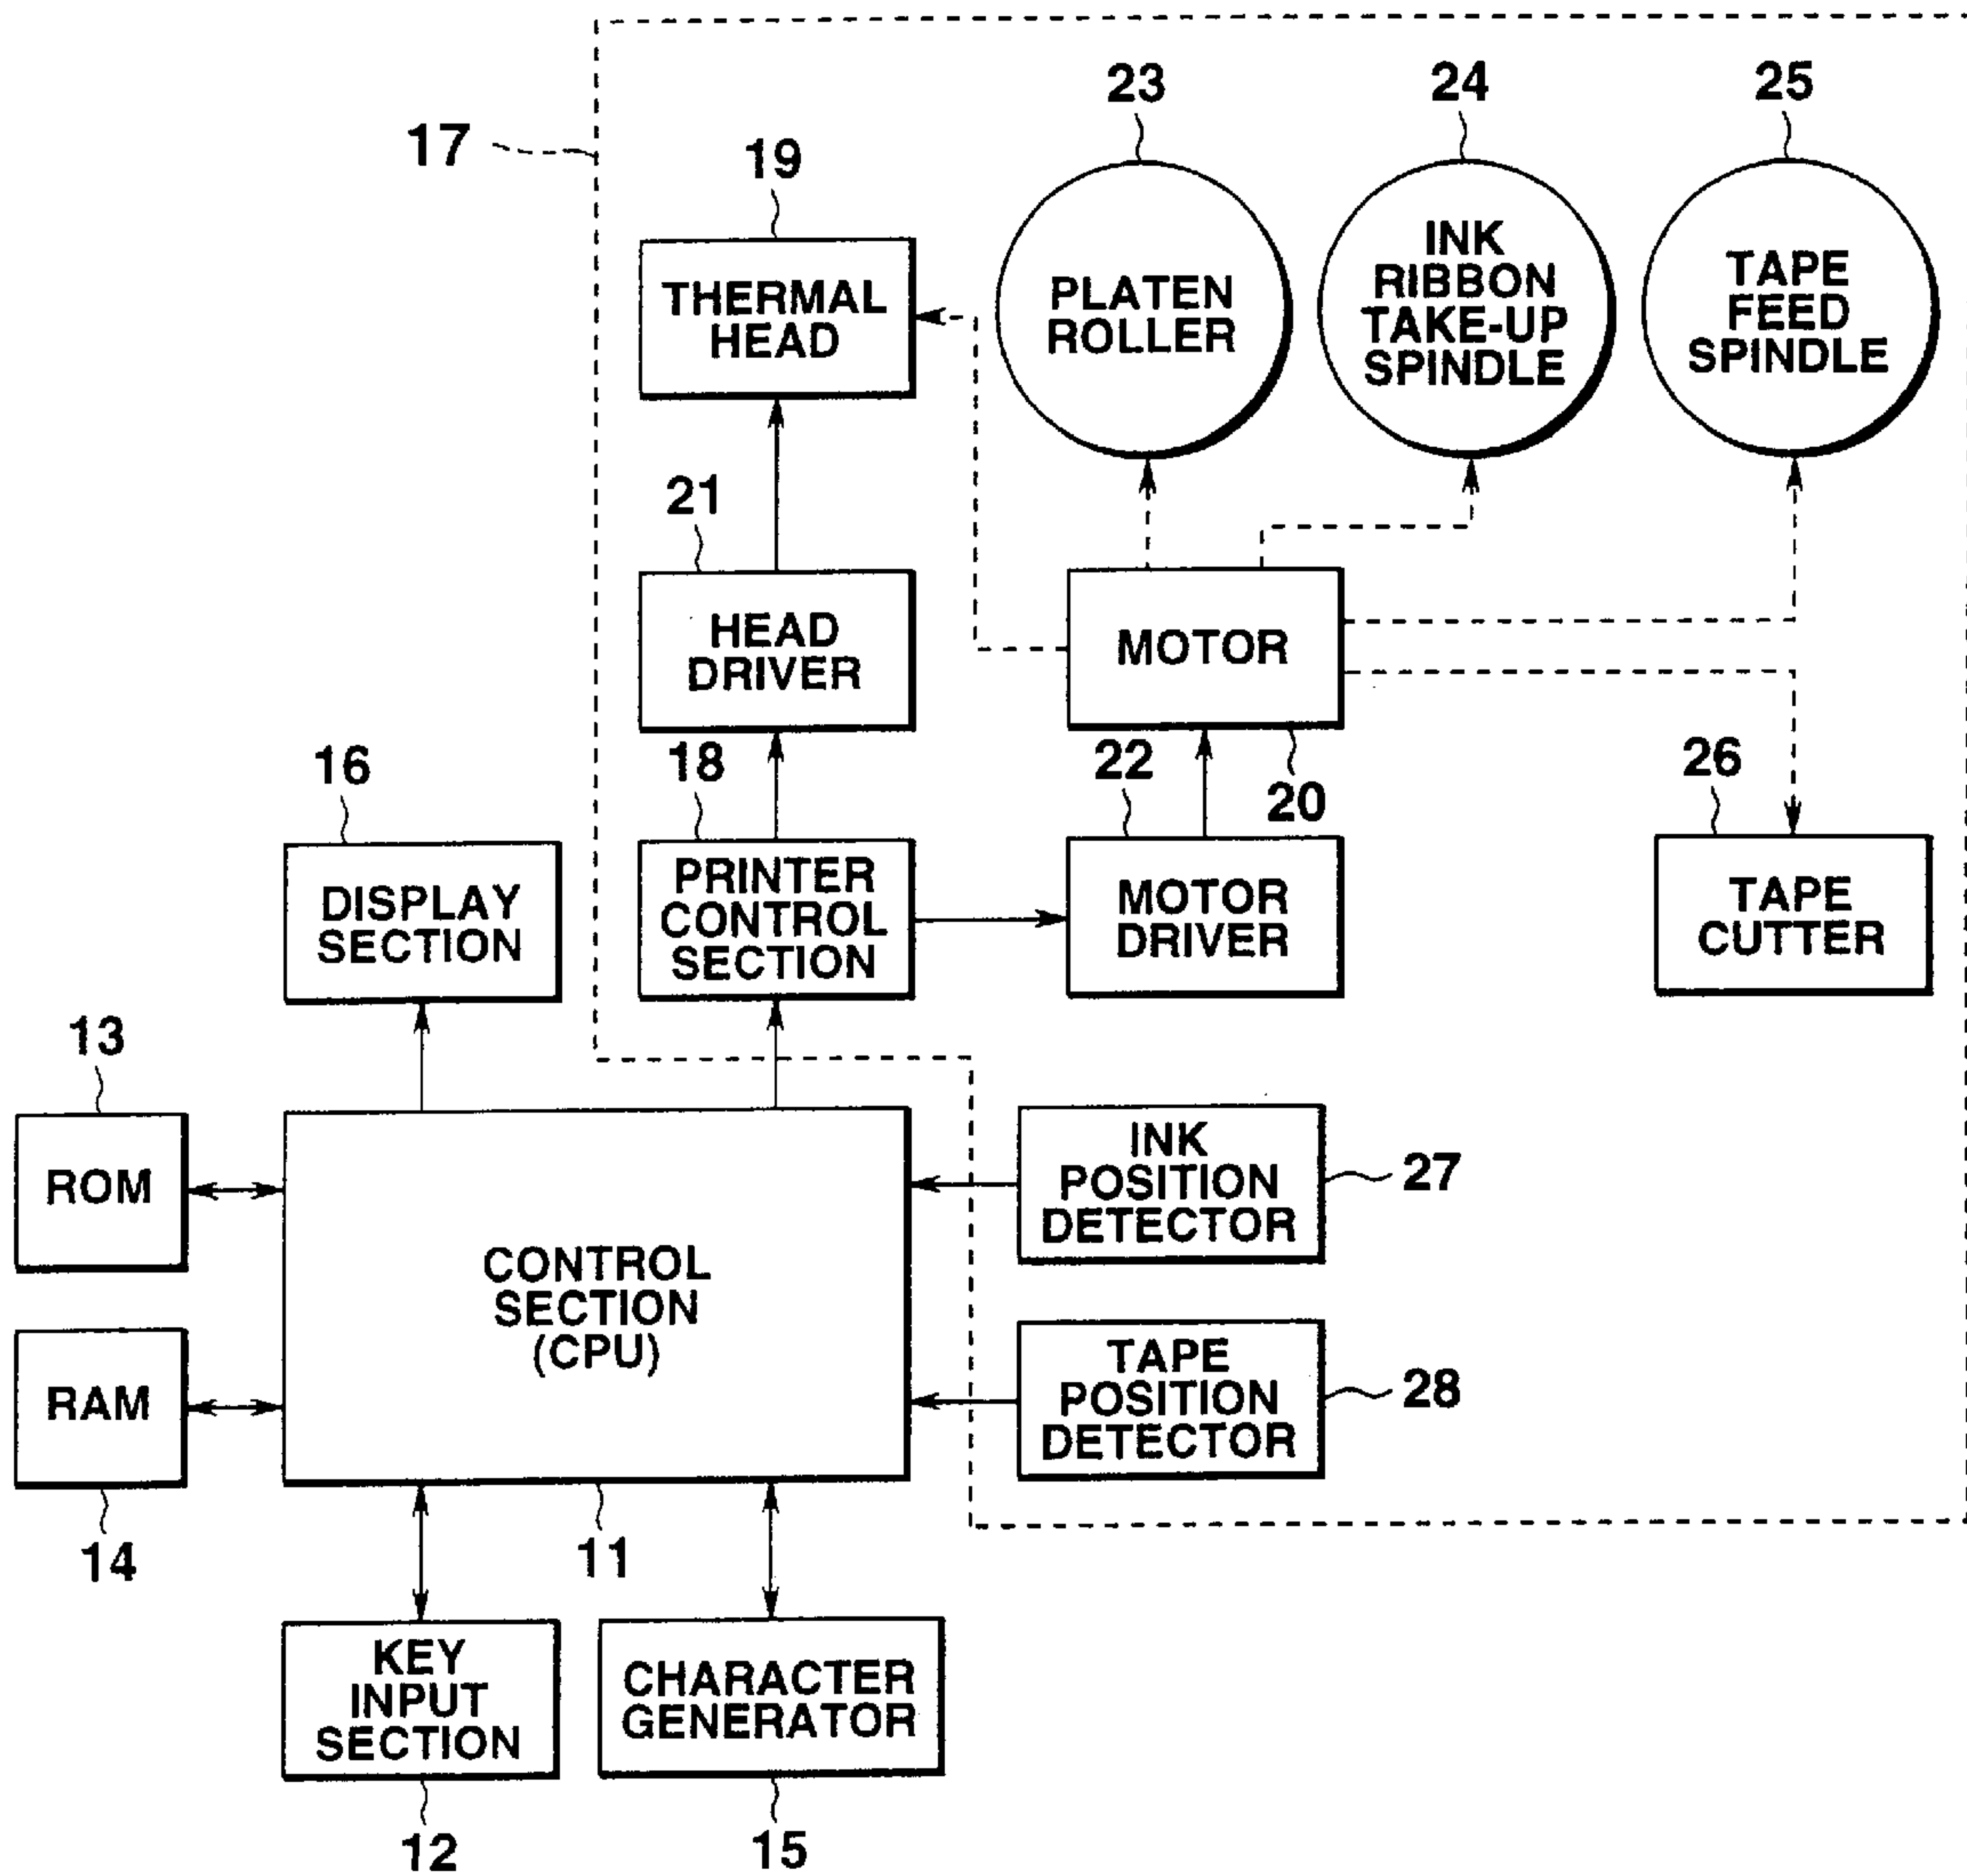 23
24
25
17
19
THERMAL
HEAD
PLATEN
ROLLER
INK
RIBBON
TAKE-UP
SPINDLE
TAPE
FEED
SPINDLE
21
HEAD
DRIVER
MOTOR
16
18
22
20
26
DISPLAY
SECTION
PRINTER
CONTROL
SECTION
MOTOR
DRIVER
TAPE
CUTTER
13
ROM
CONTROL
SECTION
(CPU)
INK
POSITION
DETECTOR
27
RAM
TAPE
POSITION
DETECTOR
28
14
11
KEY
INPUT
SECTION
CHARACTER
GENERATOR
12
15